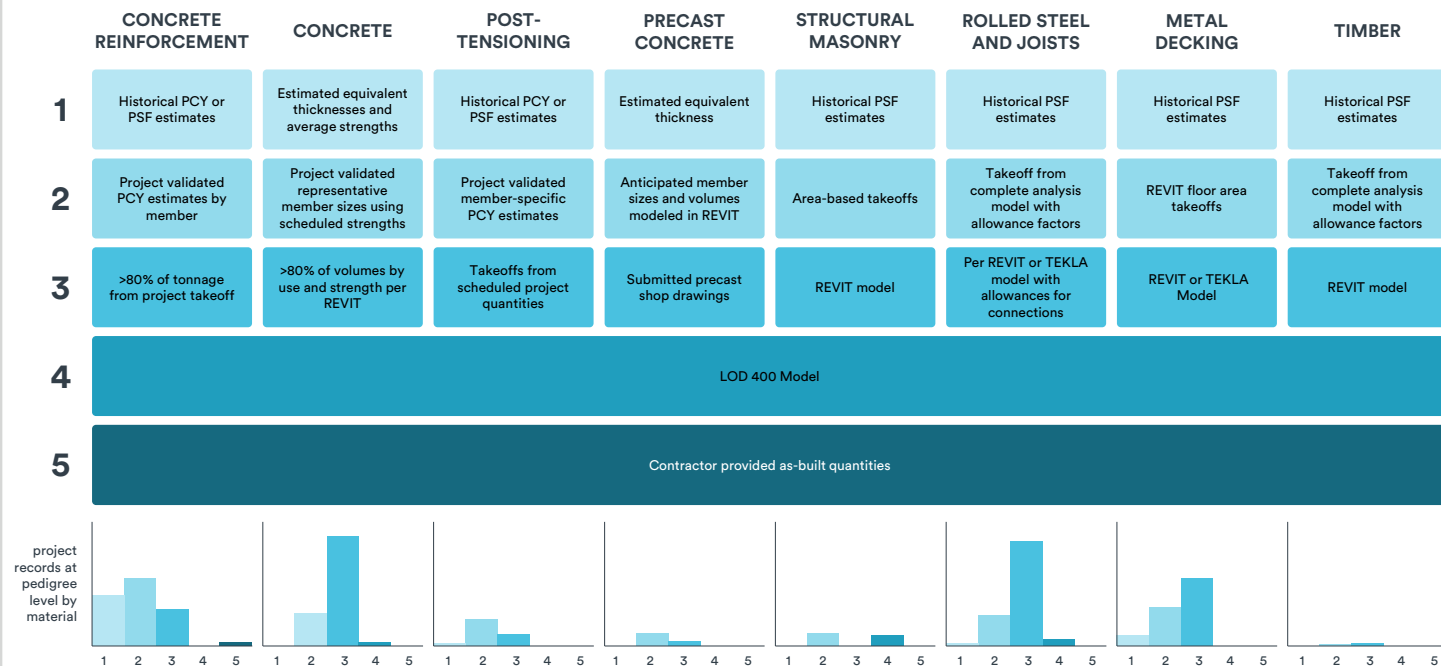 CONCRETE
REINFORCEMENT
CONCRETE
POST-
TENSIONING
PRECAST
CONCRETE
STRUCTURAL
MASONRY
ROLLED STEEL
AND JOISTS
METAL
DECKING
TIMBER
1
Historical PCY or
PSF estimates
Estimated equivalent
thicknesses and
average strengths
Historical PCY or
PSF estimates
Estimated equivalent
thickness
Historical PSF
estimates
Historical PSF
estimates
Historical PSF
estimates
Historical PSF
estimates
2
Project validated
PCY estimates by
member
Project validated
representative
member sizes using
scheduled strengths
Project validated
member-specific
PCY estimates
Anticipated member
sizes and volumes
modeled in REVIT
Area-based takeoffs
Takeoff from
complete analysis
model with
allowance factors
REVIT floor area
takeoffs
Takeoff from
complete analysis
model with
allowance factors
3
>80% of tonnage
from project takeoff
>80% of volumes by
use and strength per
REVIT
Takeoffs from
scheduled project
quantities
Submitted precast
shop drawings
REVIT model
Per REVIT or TEKLA
model with
allowances for
connections
REVIT or TEKLA
Model
REVIT model
4
LOD 400 Model
5
Contractor provided as-built quantities
project
records at
pedigree
level by
material
1 2 3 4 5
1 2 3 4 5
1 2 3 4 5
1 2 3 4 5
1 2 3 4 5
1 2 3 4 5
1 2 3 4 5
1 2 3 4 5